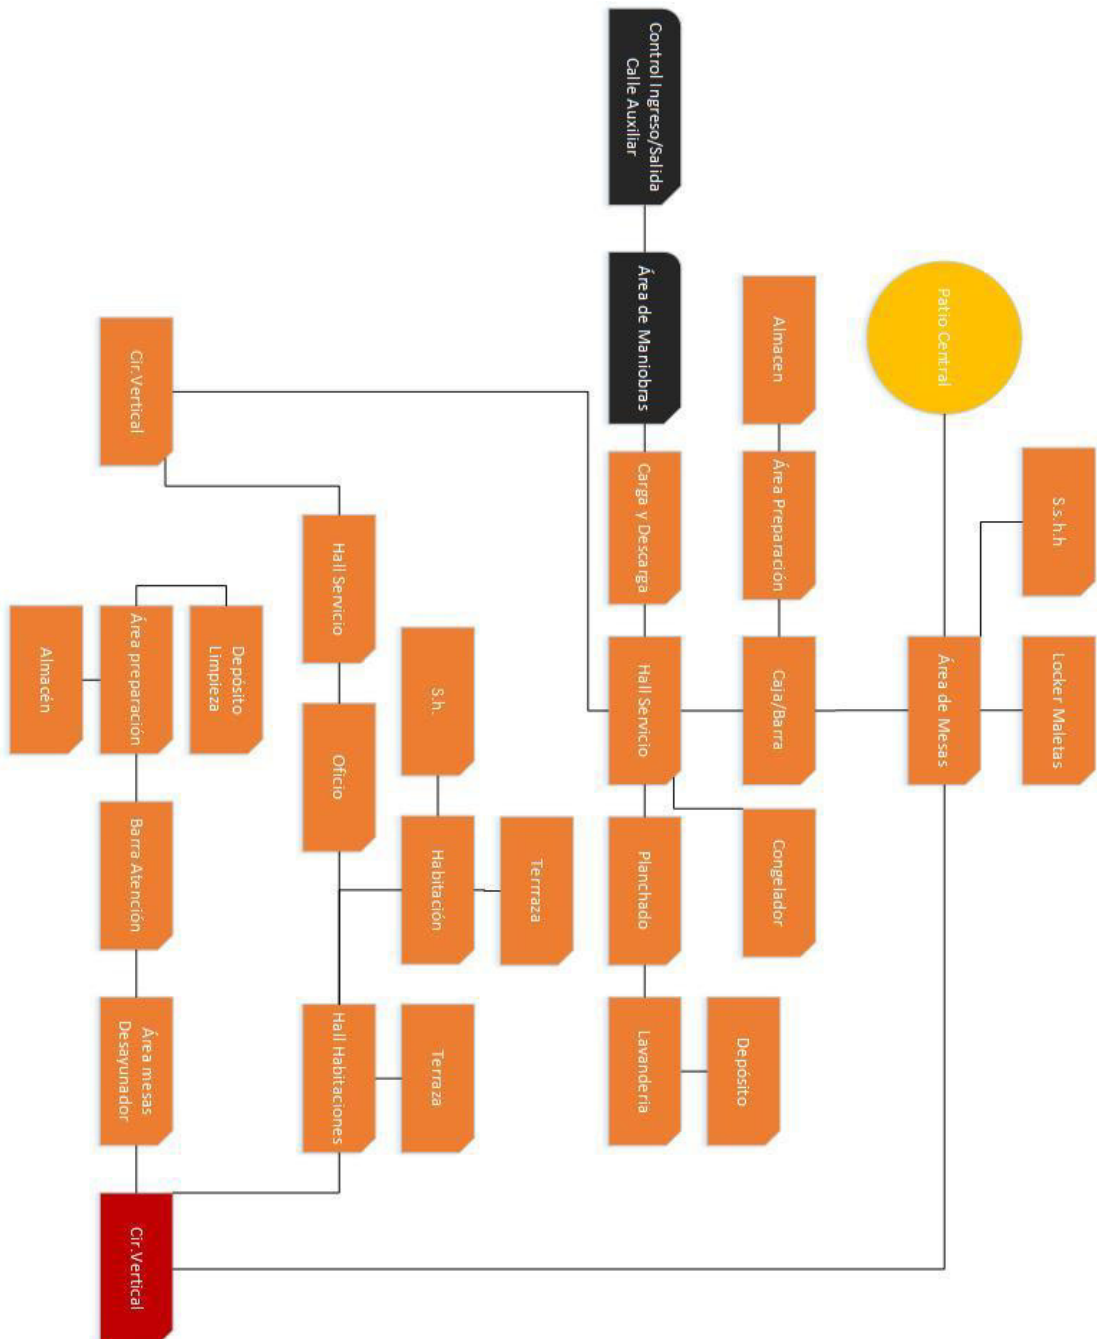 S.s.h.h
Locker Maletas
Patio Central
Área de Mesas
Almacen
Área Preparación
Caja/Barra
Congelador
Depósito
Control Ingreso/Salida
Calle Auxiliar
Área de Maniobras
Carga y Descarga
Hall Servicio
Planchado
Lavanderia
Terrraza
S.h.
Habitación
Terraza
Hall Servicio
Oficio
Hall Habitaciones
Depósito
Limpieza
Cir.Vertical
Área preparación
Barra Atención
Área mesas
Desayunador
Cir.Vertical
Almacén